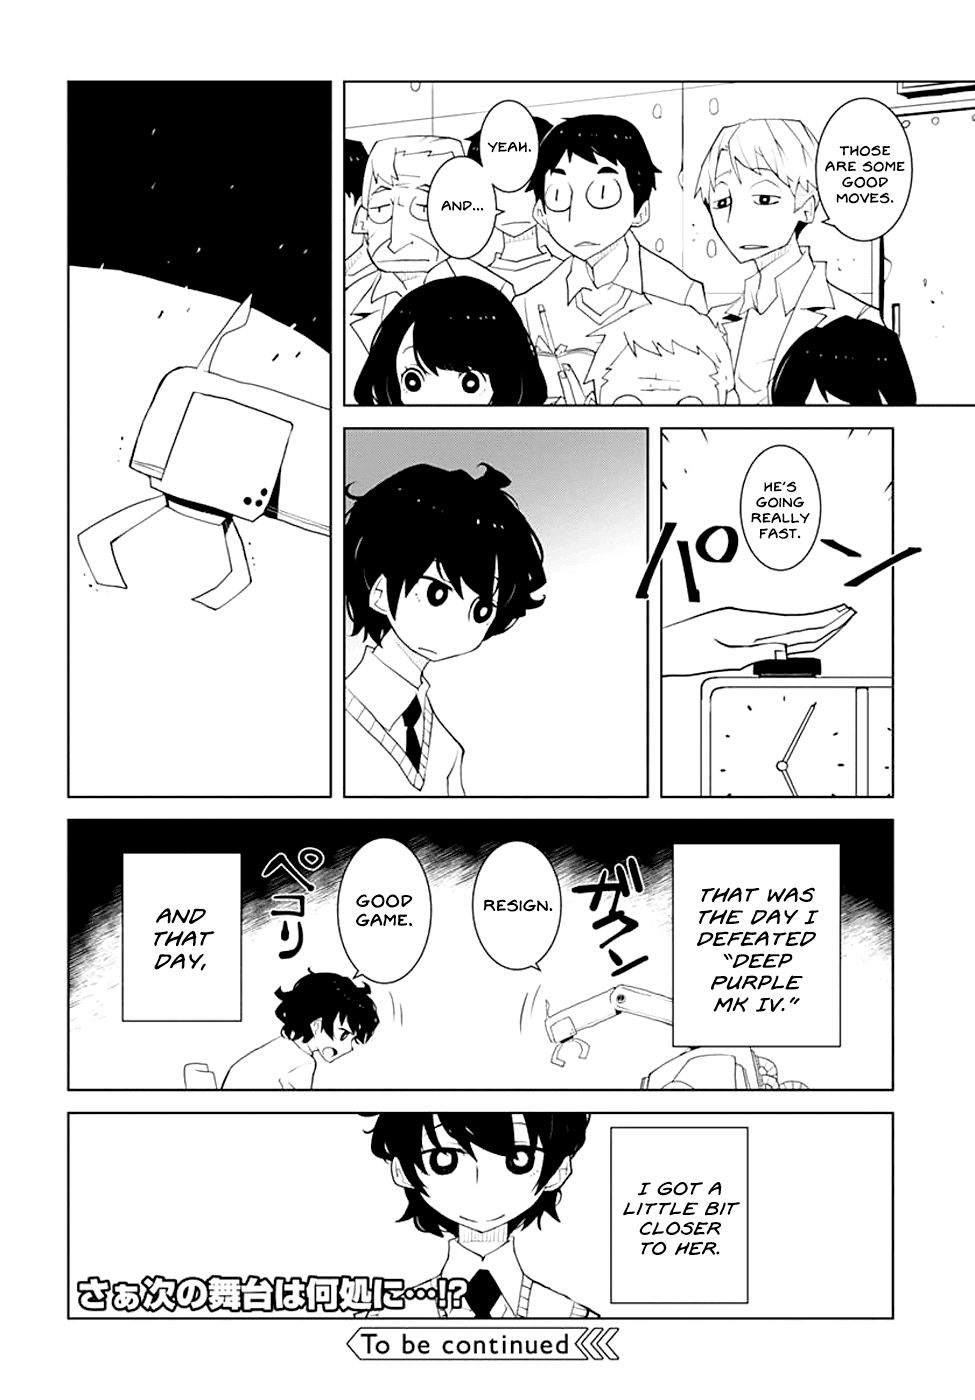 THOSE
ARE SOME
GOOD
MOVES.
YEAH.
AND...
HE'S
GOING
REALLY
FAST.
パン
THAT WAS
THE DAY I
DEFEATED
"DEEP
PURPLE
MK IV."
ガクン
RESIGN.
GOOD
GAME.
ペコリ
AND
THAT
DAY,
I GOT A
LITTLE BIT
CLOSER
TO HER.
さぁ次の舞台は何処に…!?
To be continued